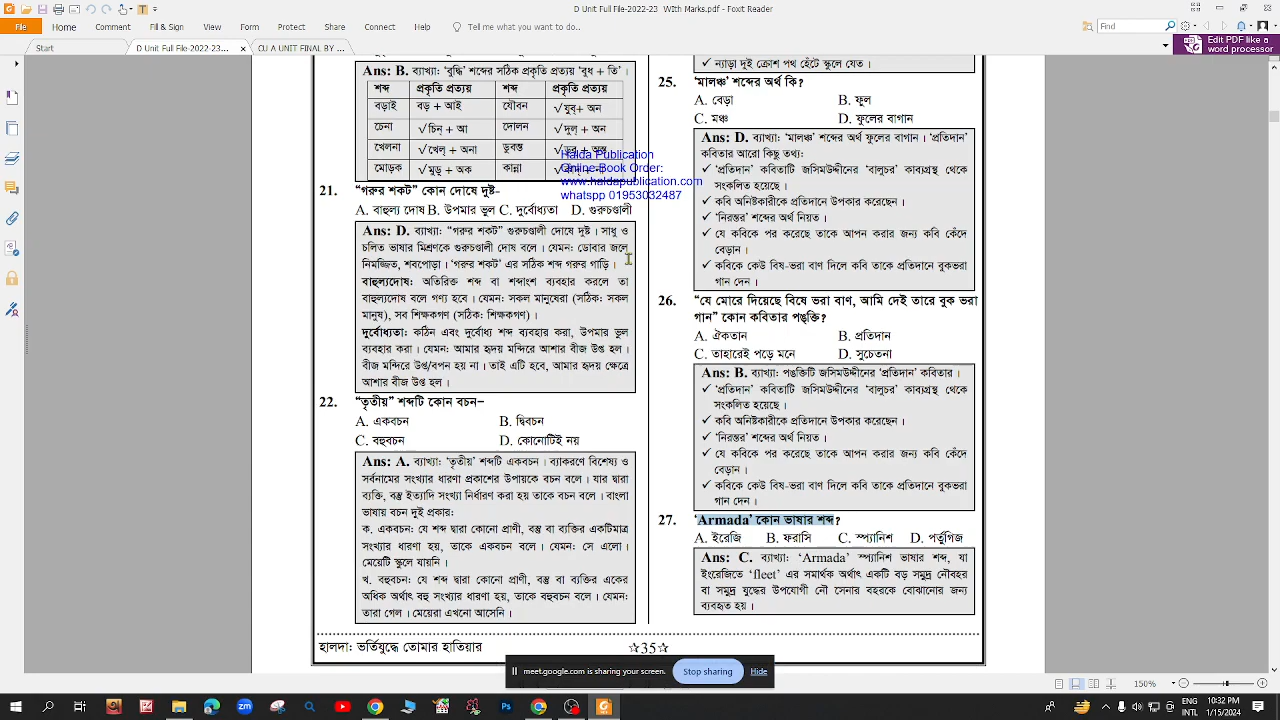 D Unit Full File-2022-23 WIth Marks.pdf - Foxit Reader
File Home Comment View Form Protect Share Connect Help Tell me what you want to do.. Find
Start D Unit Full File-2022-23... CU A UNIT FINAL BY ... Edit PDF like a word processor
Ans: B. ব্যাখ্যা: ‘বুদ্ধি’ শব্দের সঠিক প্রকৃতি প্রত্যয় ‘বুধ + তি’।
শব্দ প্রকৃতি প্রত্যয় শব্দ প্রকৃতি প্রত্যয়
বড়াই বড় + আই যৌবন √যুব্+ অন
চেনা √চিন্ + আ দোলন √দুল্ + অন
খেলনা √খেল্ + অনা ডুবন্ত
মোড়ক √মুড় + অক কান্না
Halda Publication
Online Book Order:
www.haldapublication.com
whatspp 01953032487
21. “গরুর শকট” কোন দোষে দুষ্ট-
A. বাহুল্য দোষ B. উপমার ভুল C. দুর্বোধ্যতা D. গুরুচণ্ডালী
Ans: D. ব্যাখ্যা: “গরুর শকট” গুরুচণ্ডালী দোষে দুষ্ট। সাধু ও
চলিত ভাষার মিশ্রণকে গুরুচণ্ডালী দোষ বলে। যেমন: ডোবার জলে
নিমজ্জিত, শবপোড়া। ‘গরুর শকট’ এর সঠিক শব্দ গরুর গাড়ি।
বাহুল্যদোষ: অতিরিক্ত শব্দ বা শব্দাংশ ব্যবহার করলে তা
বাহুল্যদোষ বলে গণ্য হবে। যেমন: সকল মানুষেরা (সঠিক: সকল
মানুষ), সব শিক্ষকগণ (সঠিক: শিক্ষকগণ)।
দুর্বোধ্যতা: কঠিন এবং দুর্বোধ্য শব্দ ব্যবহার করা, উপমার ভুল
ব্যবহার করা। যেমন: আমার হৃদয় মন্দিরে আশার বীজ উপ্ত হল।
বীজ মন্দিরে উপ্ত/বপন হয় না। তাই এটি হবে, আমার হৃদয় ক্ষেত্রে
আশার বীজ উপ্ত হল।
22. “তৃতীয়” শব্দটি কোন বচন–
A. একবচন B. দ্বিবচন
C. বহুবচন D. কোনোটিই নয়
Ans: A. ব্যাখ্যা: ‘তৃতীয়’ শব্দটি একবচন। ব্যাকরণে বিশেষ্য ও
সর্বনামের সংখ্যার ধারণা প্রকাশের উপায়কে বচন বলে। যার দ্বারা
ব্যক্তি, বস্তু ইত্যাদি সংখ্যা নির্ধারণ করা হয় তাকে বচন বলে। বাংলা
ভাষায় বচন দুই প্রকার:
ক. একবচন: যে শব্দ দ্বারা কোনো প্রাণী, বস্তু বা ব্যক্তির একটিমাত্র
সংখ্যার ধারণা হয়, তাকে একবচন বলে। যেমন: সে এলো।
মেয়েটি স্কুলে যায়নি।
খ. বহুবচন: যে শব্দ দ্বারা কোনো প্রাণী, বস্তু বা ব্যক্তির একের
অধিক অর্থাৎ বহু সংখ্যার ধারণা হয়, তাকে বহুবচন বলে। যেমন:
তারা গেল। মেয়েরা এখনো আসেনি।
✓ ন্যাড়া দুই ক্রোশ পথ হেঁটে স্কুলে যেত।
25. ‘মালঞ্চ’ শব্দের অর্থ কি?
A. বেড়া B. ফুল
C. মঞ্চ D. ফুলের বাগান
Ans: D. ব্যাখ্যা: ‘মালঞ্চ’ শব্দের অর্থ ফুলের বাগান। ‘প্রতিদান’
কবিতার আরো কিছু তথ্য:
✓ ‘প্রতিদান’ কবিতাটি জসিমউদ্দীনের ‘বালুচর’ কাব্যগ্রন্থ থেকে
সংকলিত হয়েছে।
✓ কবি অনিষ্টকারীকে প্রতিদানে উপকার করেছেন।
✓ ‘নিরন্তর’ শব্দের অর্থ নিয়ত।
✓ যে কবিকে পর করেছে তাকে আপন করার জন্য কবি কেঁদে
বেড়ান।
✓ কবিকে কেউ বিষ-ভরা বাণ দিলে কবি তাকে প্রতিদানে বুকভরা
গান দেন।
26. “যে মোরে দিয়েছে বিষে ভরা বাণ, আমি দেই তারে বুক ভরা
গান” কোন কবিতার পঙ্‌ক্তি?
A. ঐকতান B. প্রতিদান
C. তাহারেই পড়ে মনে D. সুচেতনা
Ans: B. ব্যাখ্যা: পঙক্তিটি জসিমউদ্দীনের ‘প্রতিদান’ কবিতার।
✓ ‘প্রতিদান’ কবিতাটি জসিমউদ্দীনের ‘বালুচর’ কাব্যগ্রন্থ থেকে
সংকলিত হয়েছে।
✓ কবি অনিষ্টকারীকে প্রতিদানে উপকার করেছেন।
✓ ‘নিরন্তর’ শব্দের অর্থ নিয়ত।
✓ যে কবিকে পর করেছে তাকে আপন করার জন্য কবি কেঁদে
বেড়ান।
✓ কবিকে কেউ বিষ-ভরা বাণ দিলে কবি তাকে প্রতিদানে বুকভরা
গান দেন।
27. ‘Armada’ কোন ভাষার শব্দ?
A. ইংরেজি B. ফরাসি C. স্প্যানিশ D. পর্তুগিজ
Ans: C. ব্যাখ্যা: ‘Armada’ স্প্যানিশ ভাষার শব্দ, যা
ইংরেজিতে ‘fleet’ এর সমার্থক অর্থাৎ একটি বড় সমুদ্র নৌবহর
বা সমুদ্র যুদ্ধের উপযোগী নৌ সেনার বহরকে বোঝানোর জন্য
ব্যবহৃত হয়।
হালদা: ভর্তিযুদ্ধে তোমার হাতিয়ার ☆35☆
meet.google.com is sharing your screen. Stop sharing Hide
150%
ENG 10:32 PM
INTL 1/15/2024